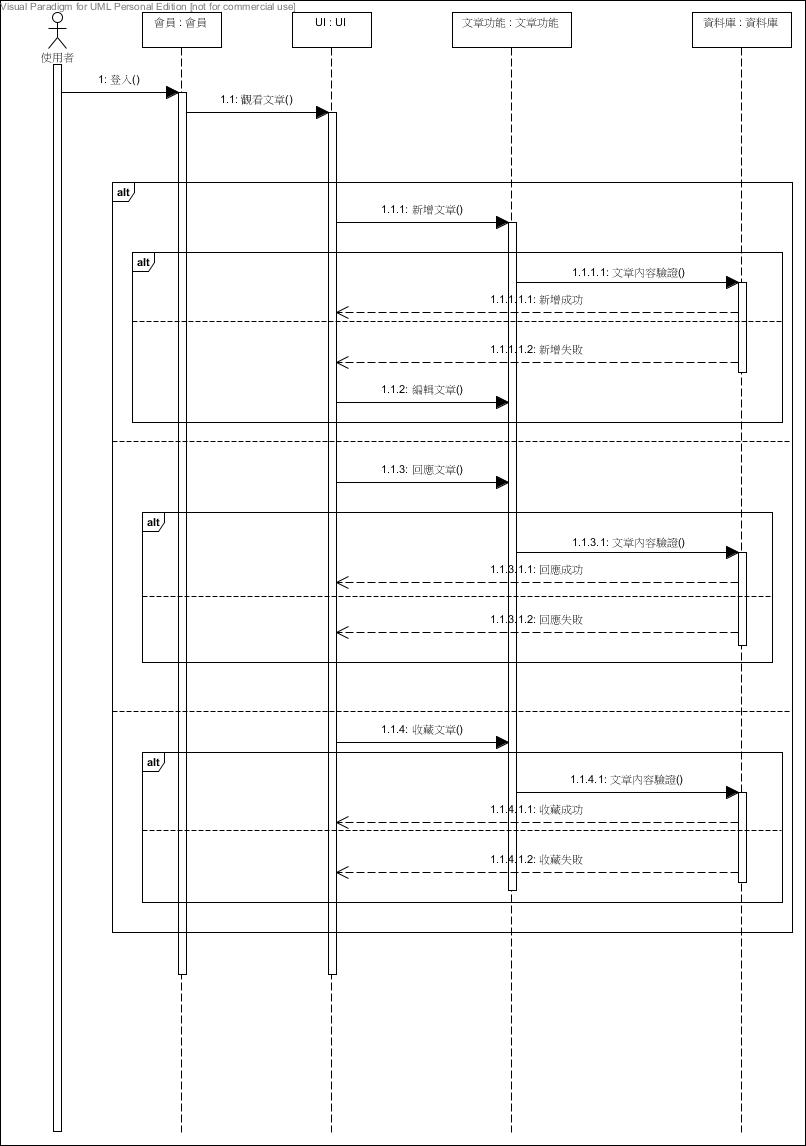 Visual Paradigm for UML Personal Edition [not for commercial use]
會員 : 會員
UI : UI
文章功能 : 文章功能
資料庫 : 資料庫
使用者
1: 登入()
1.1: 觀看文章()
alt
1.1.1: 新增文章()
alt
1.1.1.1: 文章內容驗證()
1.1.1.1.1: 新增成功
1.1.1.1.2: 新增失敗
1.1.2: 編輯文章()
1.1.3: 回應文章()
alt
1.1.3.1: 文章內容驗證()
1.1.3.1.1: 回應成功
1.1.3.1.2: 回應失敗
1.1.4: 收藏文章()
alt
1.1.4.1: 文章內容驗證()
1.1.4.1.1: 收藏成功
1.1.4.1.2: 收藏失敗